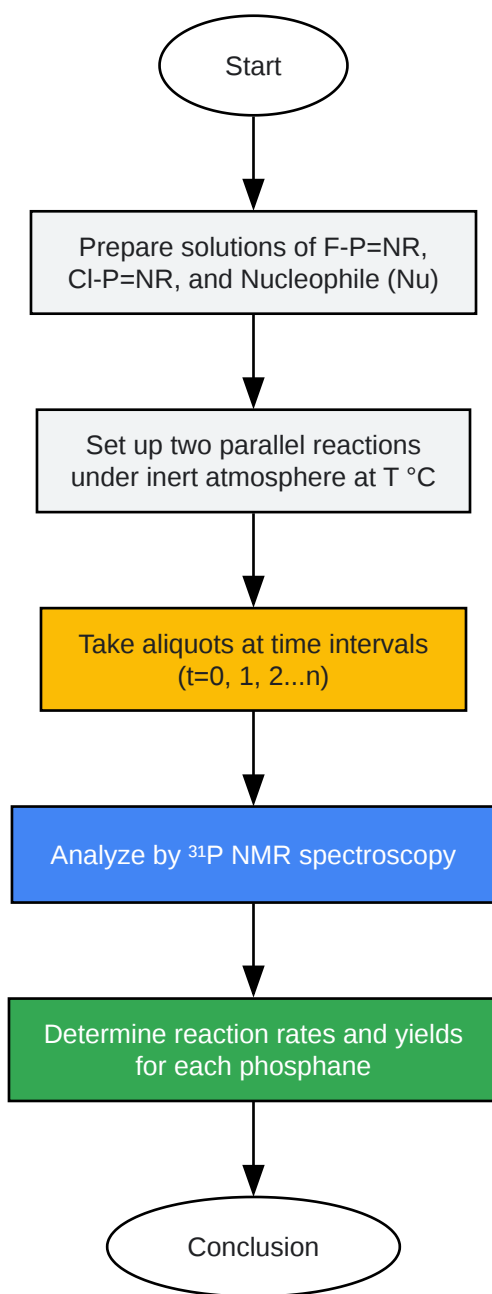 Start
Prepare solutions of F-P=NR,
Cl-P=NR, and Nucleophile (Nu)
Set up two parallel reactions
under inert atmosphere at T °C
Take aliquots at time intervals
(t=0, 1, 2...n)
Analyze by ³¹P NMR spectroscopy
Determine reaction rates and yields
for each phosphane
Conclusion